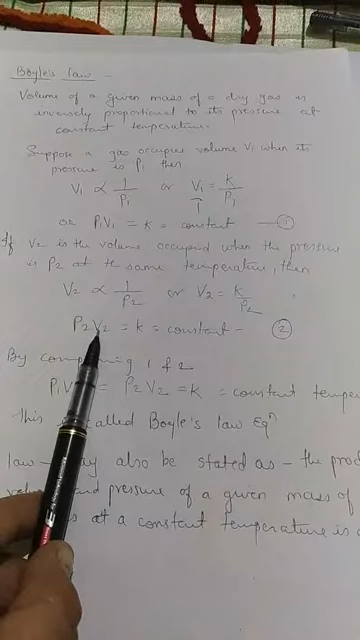 Boyle's law -
Volume of a given mass of a dry gas is
inversely proportional to its pressure at
constant temperature.
Suppose a gas occupies volume V1 when its
pressure is P1 then
V1 ∝ 1/P1 or V1 = K/P1
or P1V1 = K = constant — ①
If V2 is the volume occupied when the pressure
is P2 at the same temperature, then
V2 ∝ 1/P2 or V2 = K/P2
P2V2 = K = constant - ②
By comparing 1 & 2
P1V = P2V2 = K = constant temper
This called Boyle's law Eqn
law - also be stated as - the prod
and pressure of a given mass of
at a constant temperature is